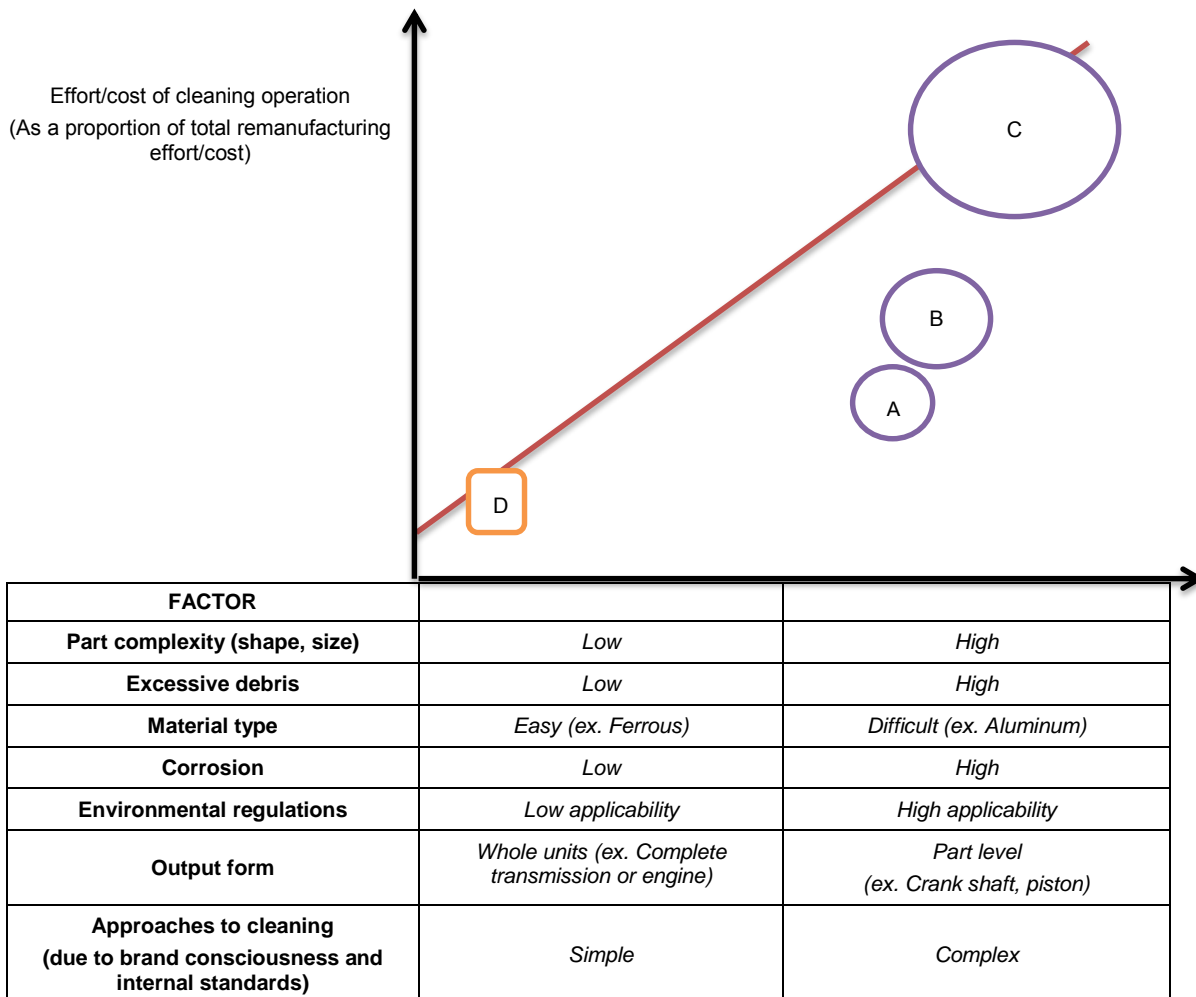 Effort/cost of cleaning operation
(As a proportion of total remanufacturing
effort/cost)
C
B
A
D
FACTOR
Part complexity (shape, size)
Low
High
Excessive debris
Low
High
Material type
Easy (ex. Ferrous)
Difficult (ex. Aluminum)
Corrosion
Low
High
Environmental regulations
Low applicability
High applicability
Output form
Whole units (ex. Complete
transmission or engine)
Part level
(ex. Crank shaft, piston)
Approaches to cleaning
(due to brand consciousness and
internal standards)
Simple
Complex